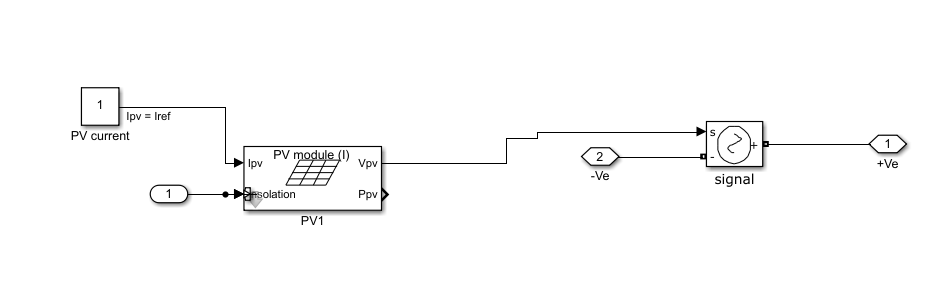 1
Ipv = Iref
PV current
PV module (I)
Ipv
Vpv
Insolation
Ppv
PV1
1
s
-
+
signal
2
-Ve
1
+Ve